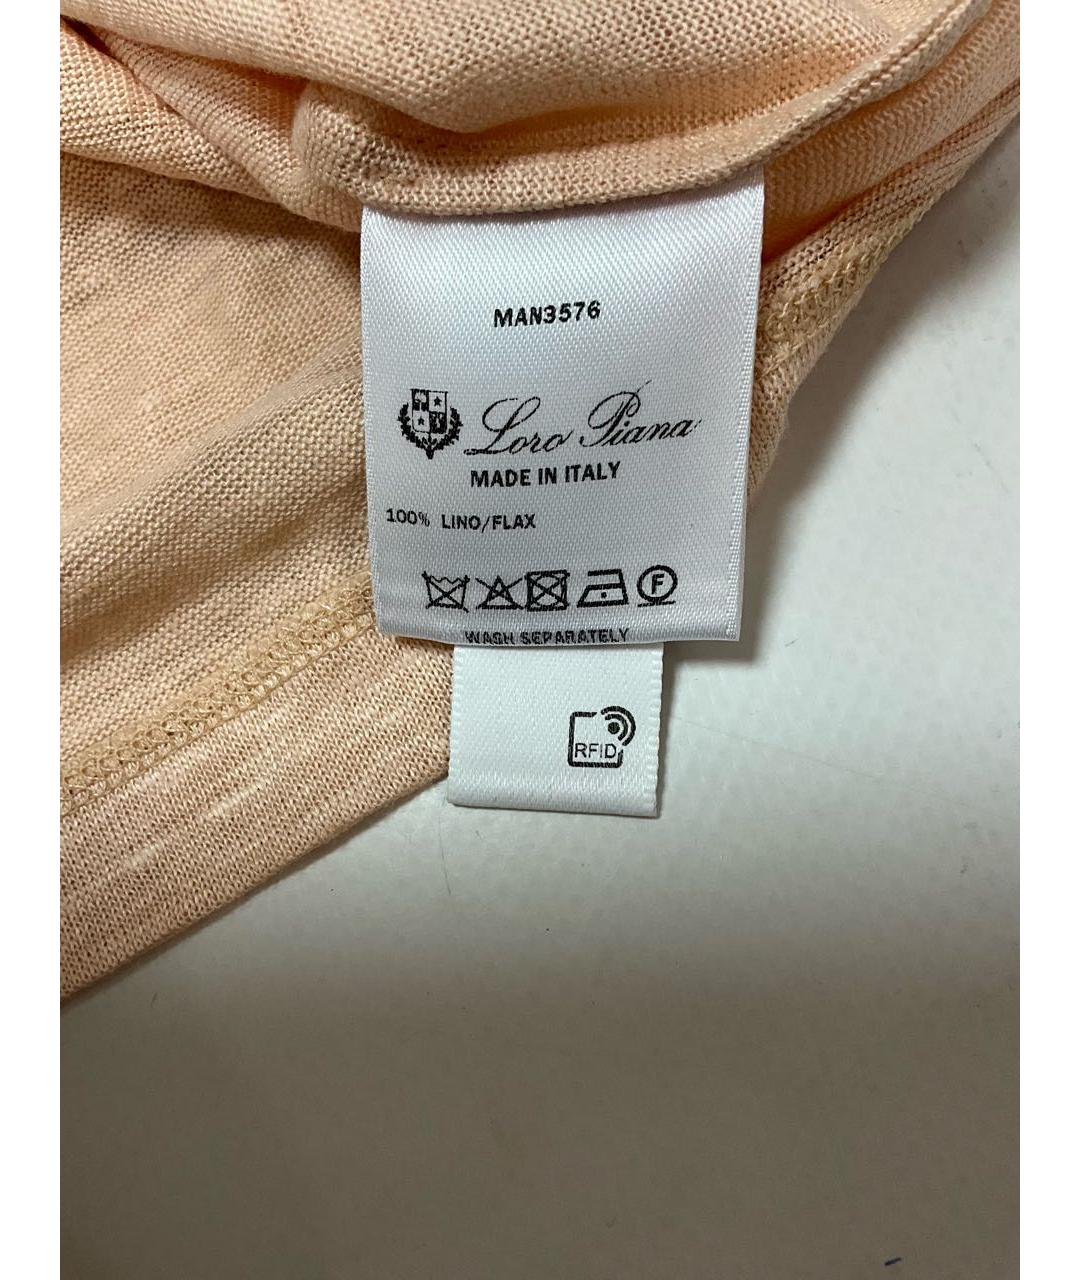 MAN3576
Loro Piana
MADE IN ITALY
100% LINO/FLAX
F
WASH SEPARATELY
RFID